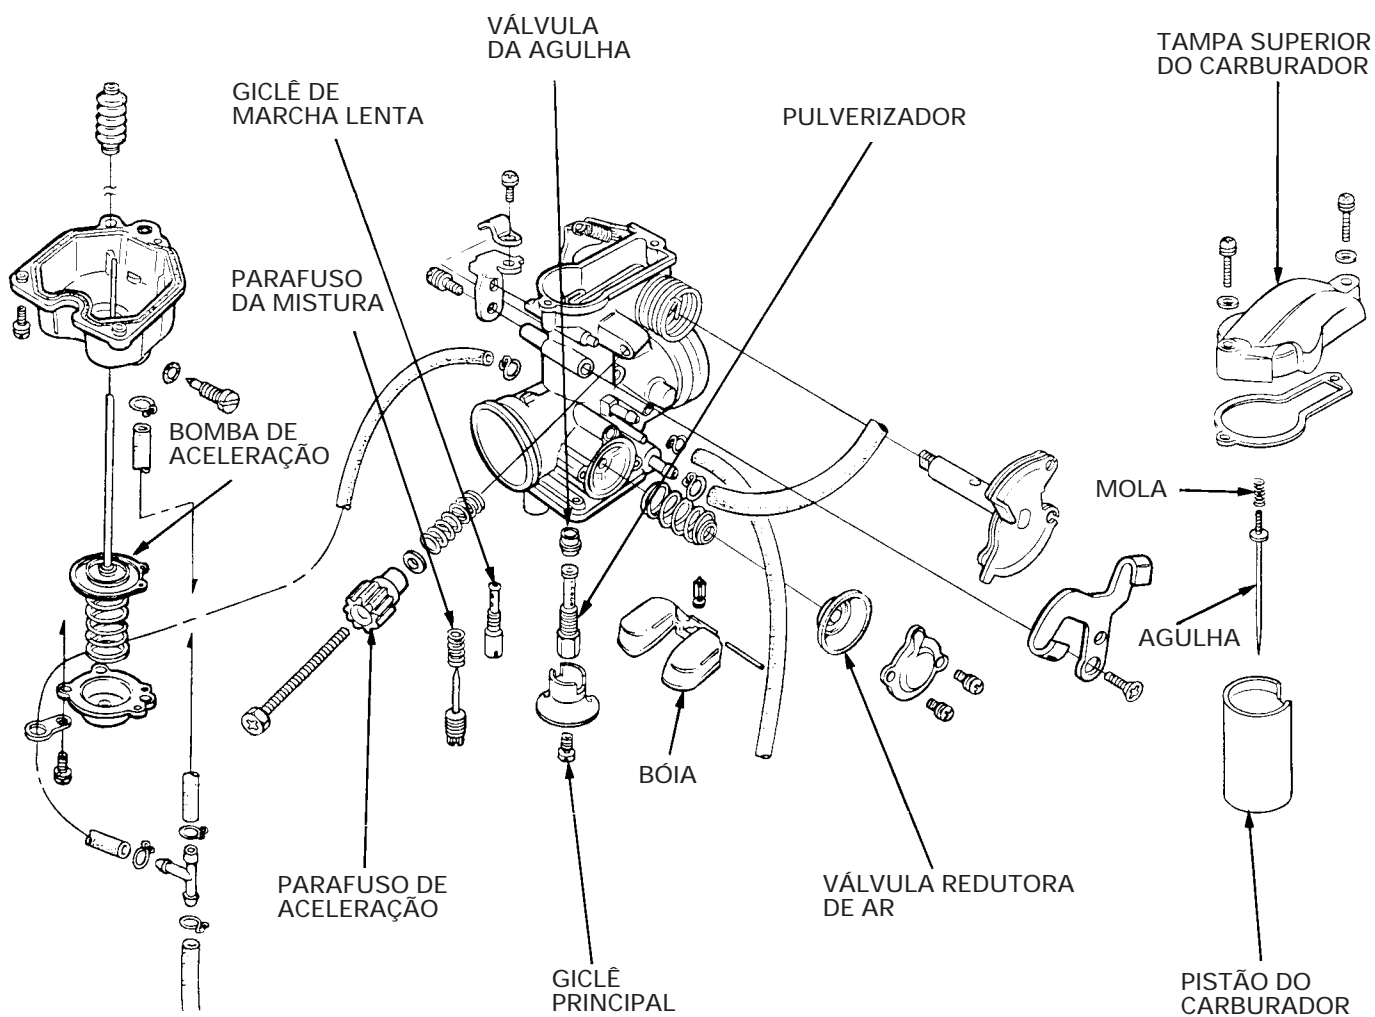 VÁLVULA
DA AGULHA
TAMPA SUPERIOR
DO CARBURADOR
GICLÊ DE
MARCHA LENTA
PULVERIZADOR
PARAFUSO
DA MISTURA
BOMBA DE
ACELERAÇÃO
MOLA
AGULHA
BÓIA
PARAFUSO DE
ACELERAÇÃO
VÁLVULA REDUTORA
DE AR
GICLÊ
PRINCIPAL
PISTÃO DO
CARBURADOR